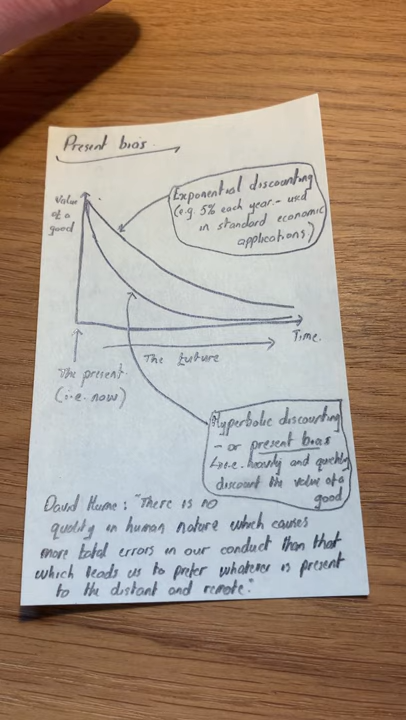 Present bias.
Value
of a
good
Exponential discounting
(e.g. 5% each year - used
in standard economic
applications)
Time.
The future
The present
(i.e. now)
Hyperbolic discounting
- or present bias
i.e. heavily and quickly
discount the value of a
good
David Hume: "There is no
quality in human nature which causes
more fatal errors in our conduct than that
which leads us to prefer whatever is present
to the distant and remote."